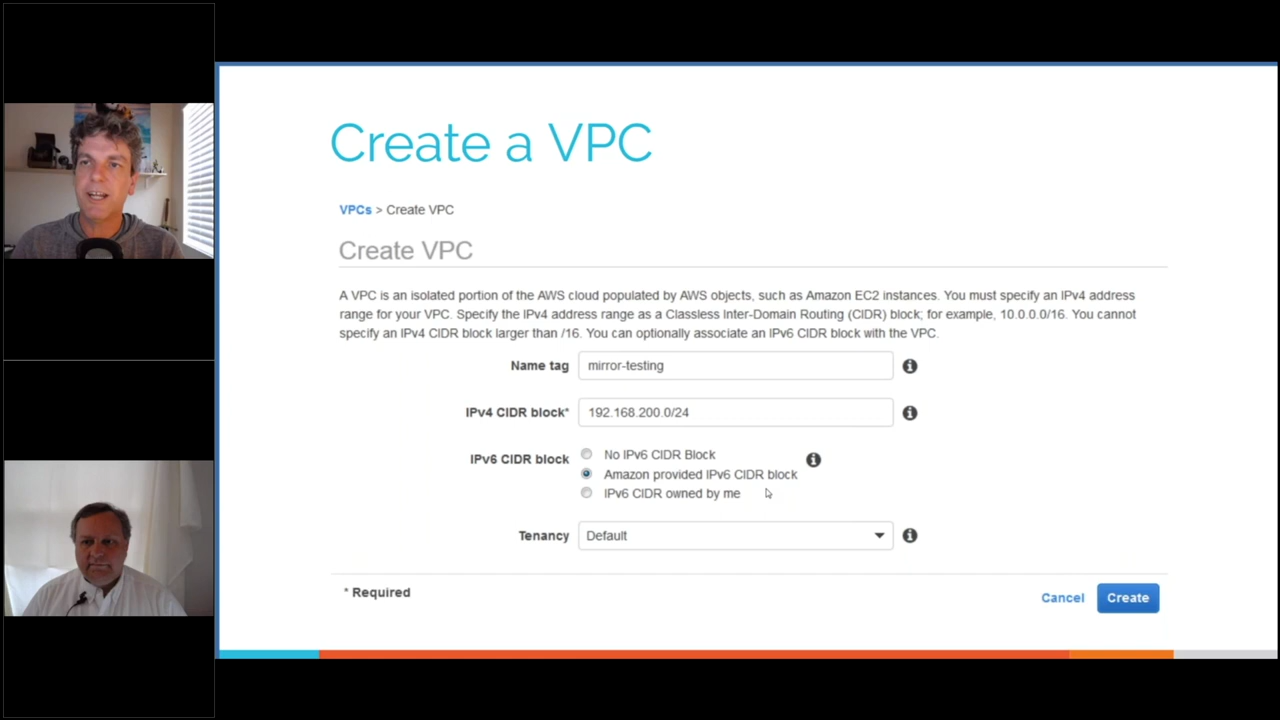 Create a VPC
VPCs > Create VPC
Create VPC
A VPC is an isolated portion of the AWS cloud populated by AWS objects, such as Amazon EC2 instances. You must specify an IPv4 address
range for your VPC. Specify the IPv4 address range as a Classless Inter-Domain Routing (CIDR) block; for example, 10.0.0.0/16. You cannot
specify an IPv4 CIDR block larger than /16. You can optionally associate an IPv6 CIDR block with the VPC.
Name tag mirror-testing
IPv4 CIDR block* 192.168.200.0/24
No IPv6 CIDR Block
IPv6 CIDR block
Amazon provided IPv6 CIDR block
IPv6 CIDR owned by me
Tenancy Default
* Required
Cancel Create